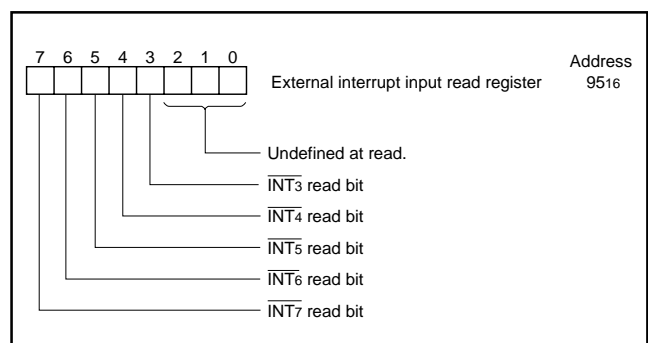 7 6 5 4 3 2 1 0
Address
External interrupt input read register 9516
Undefined at read.
INT3 read bit
INT4 read bit
INT5 read bit
INT6 read bit
INT7 read bit